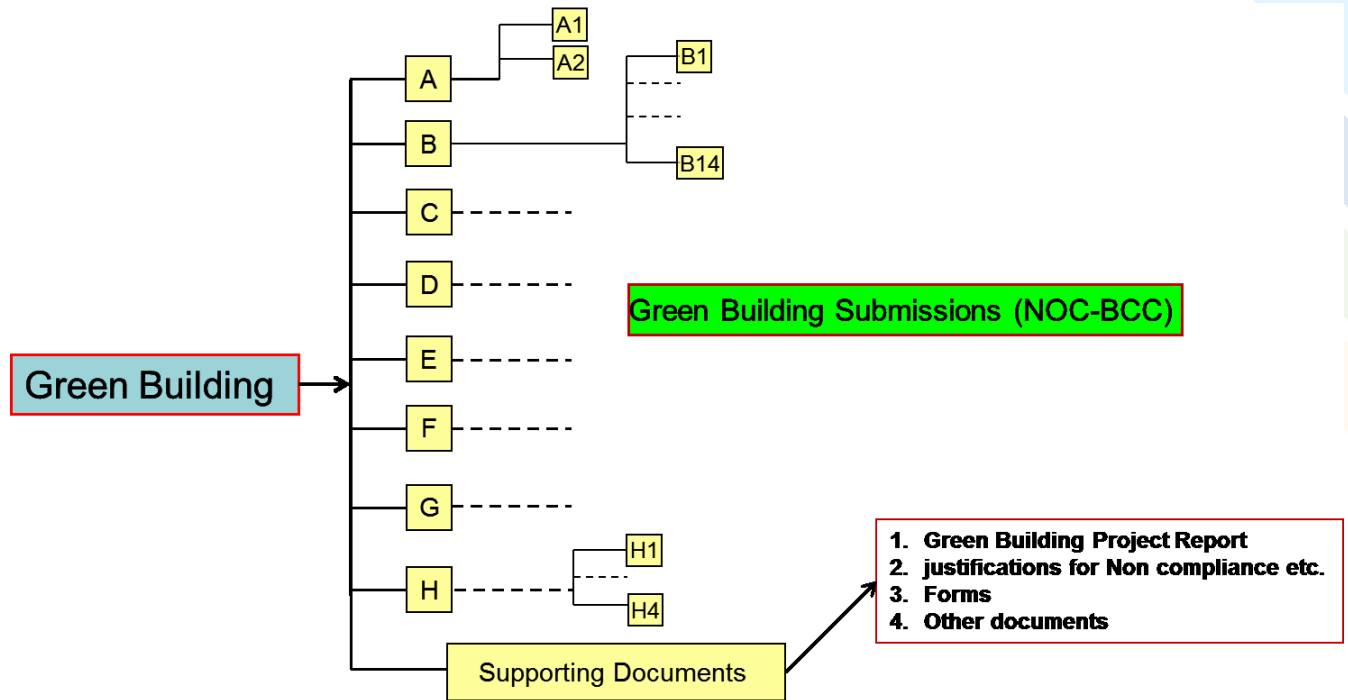 A1
A2
A
B1
B
B14
C
D
Green Building Submissions (NOC-BCC)
E
Green Building
F
G
H1
H
H4
1. Green Building Project Report
2. justifications for Non compliance etc.
3. Forms
4. Other documents
Supporting Documents